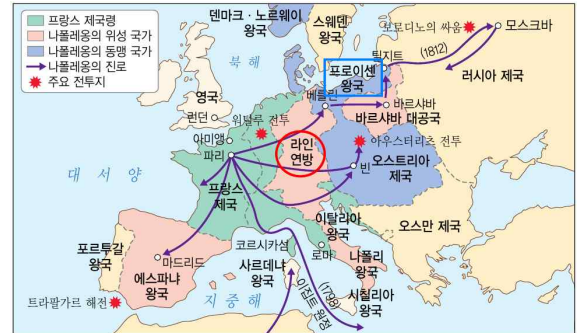 프랑스 제국령
나폴레옹의 위성 국가
나폴레옹의 동맹 국가
나폴레옹의 진로
주요 전투지
덴마크·노르웨이
왕국
스웨덴
왕국
보로디노의 싸움
모스크바
(1812)
틸지트
러시아 제국
북해
프로이센
왕국
베를린
바르샤바
바르샤바 대공국
영국
런던
워털루 전투
아미앵
파리
라인
연방
아우스터리츠 전투
빈
오스트리아
제국
대서양
프랑스
제국
이탈리아
왕국
오스만 제국
포르투갈
왕국
마드리드
에스파냐
왕국
코르시카섬
로마
사르데냐
왕국
나폴리
왕국
시칠리아
왕국
트라팔가르 해전
지중해
이집트 원정
(1798)